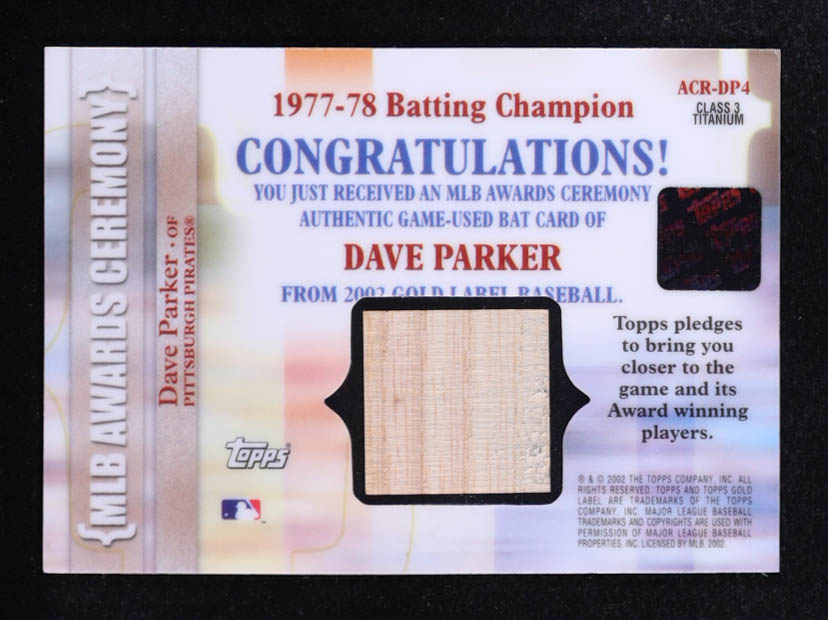 {MLB AWARDS CEREMONY}
Dave Parker · OF
PITTSBURGH PIRATES®
1977-78 Batting Champion
ACR-DP4
CLASS 3
TITANIUM
CONGRATULATIONS!
YOU JUST RECEIVED AN MLB AWARDS CEREMONY
AUTHENTIC GAME-USED BAT CARD OF
DAVE PARKER
FROM 2002 GOLD LABEL BASEBALL.
Topps
Topps pledges
to bring you
closer to the
game and its
Award winning
players.
Topps
® & © 2002 THE TOPPS COMPANY, INC. ALL
RIGHTS RESERVED. TOPPS AND TOPPS GOLD
LABEL ARE TRADEMARKS OF THE TOPPS
COMPANY, INC. MAJOR LEAGUE BASEBALL
TRADEMARKS AND COPYRIGHTS ARE USED WITH
PERMISSION OF MAJOR LEAGUE BASEBALL
PROPERTIES, INC. LICENSED BY MLB, 2002